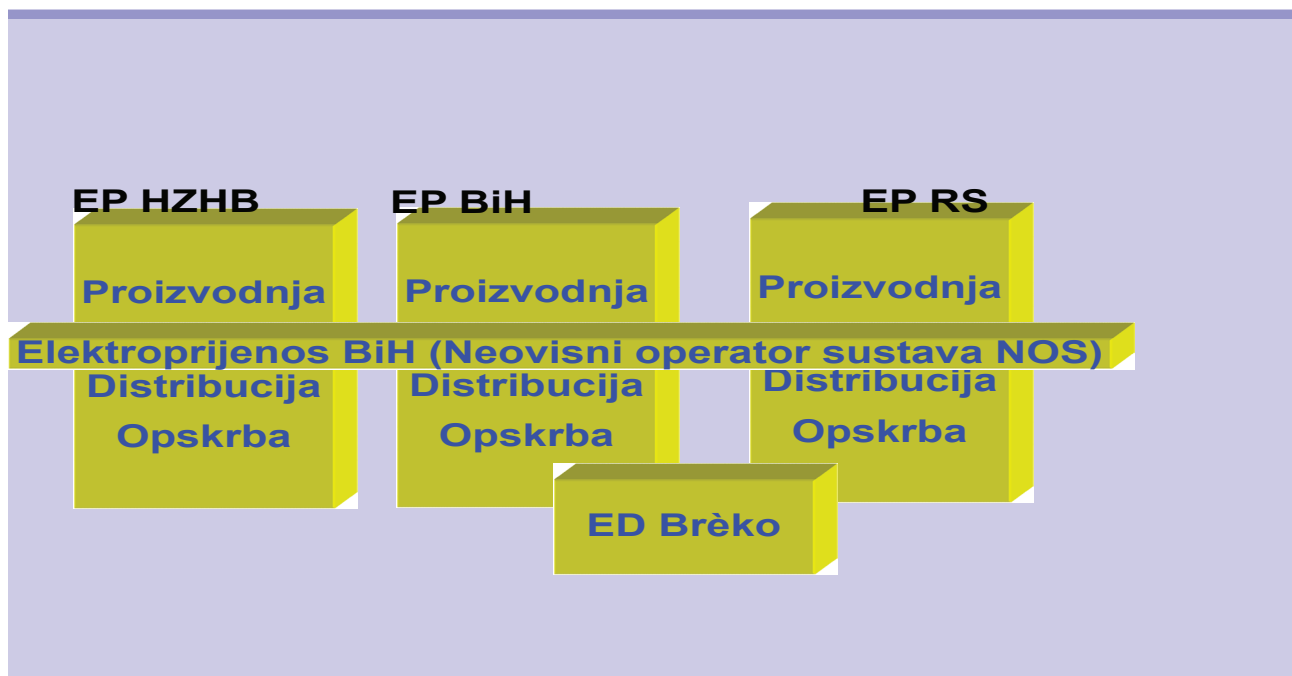 EP HZHB
EP BiH
EP RS
Proizvodnja
Proizvodnja
Proizvodnja
Elektroprijenos BiH (Neovisni operator sustava NOS)
Distribucija
Distribucija
Distribucija
Opskrba
Opskrba
Opskrba
ED Brèko